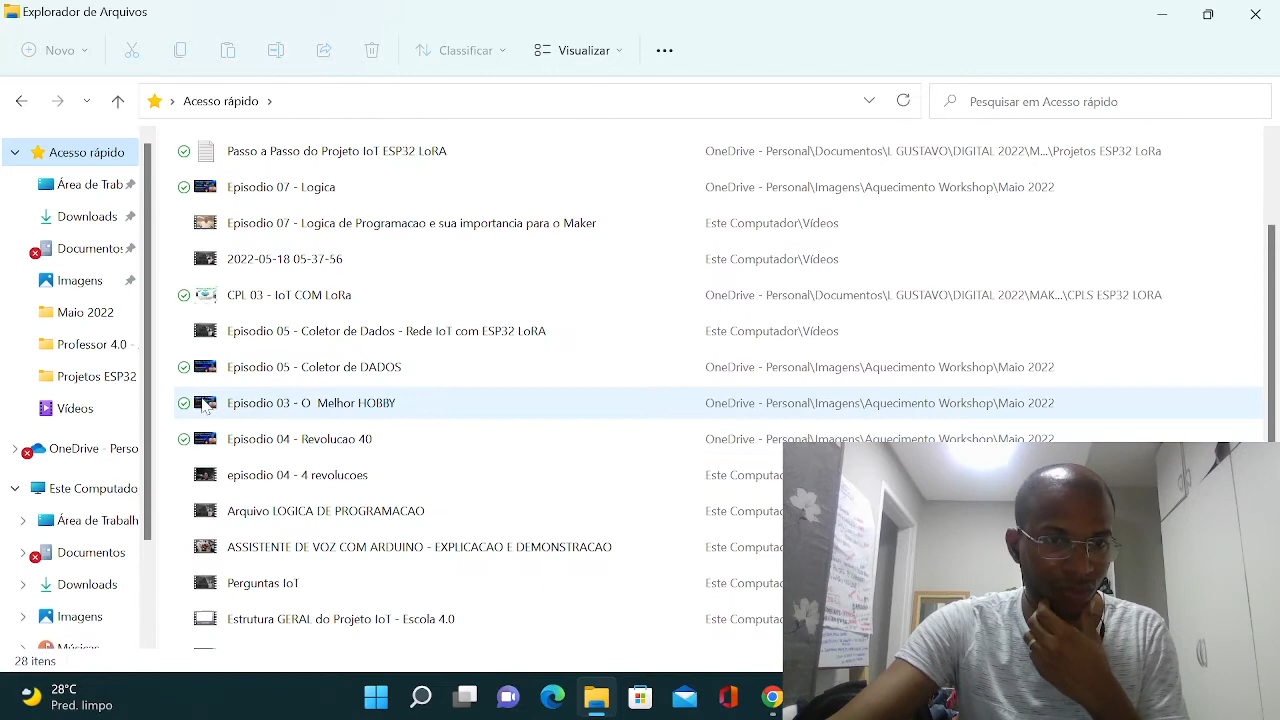 Explorador de Arquivos
Novo
Classificar
Visualizar
Acesso rápido
Pesquisar em Acesso rápido
Acesso rápido
Área de Trab
Downloads
Documentos
Imagens
Maio 2022
Professor 4.0 -
Projetos ESP32
Vídeos
OneDrive - Perso
Este Computado
Área de Trabalh
Documentos
Downloads
Imagens
Passo a Passo do Projeto IoT ESP32 LoRA OneDrive - Personal\Documentos\L GUSTAVO\DIGITAL 2022\M...\Projetos ESP32 LoRa
Episodio 07 - Logica OneDrive - Personal\Imagens\Aquecimento Workshop\Maio 2022
Episodio 07 - Logica de Programacao e sua importancia para o Maker Este Computador\Vídeos
2022-05-18 05-37-56 Este Computador\Vídeos
CPL 03 - IoT COM LoRa OneDrive - Personal\Documentos\L GUSTAVO\DIGITAL 2022\MAK...\CPLS ESP32 LORA
Episodio 05 - Coletor de Dados - Rede IoT com ESP32 LoRA Este Computador\Vídeos
Episodio 05 - Coletor de DADOS OneDrive - Personal\Imagens\Aquecimento Workshop\Maio 2022
Episodio 03 - O Melhor HOBBY OneDrive - Personal\Imagens\Aquecimento Workshop\Maio 2022
Episodio 04 - Revolucao 40 OneDrive - Personal\Imagens\Aquecimento Workshop\Maio 2022
episodio 04 - 4 revolucoes Este Computa
Arquivo LOGICA DE PROGRAMACAO Este Computa
ASSISTENTE DE VOZ COM ARDUINO - EXPLICACAO E DEMONSTRACAO Este Computa
Perguntas IoT Este Computa
Estrutura GERAL do Projeto IoT - Escola 4.0 Este Computa
28 itens
28°C
Pred limpo